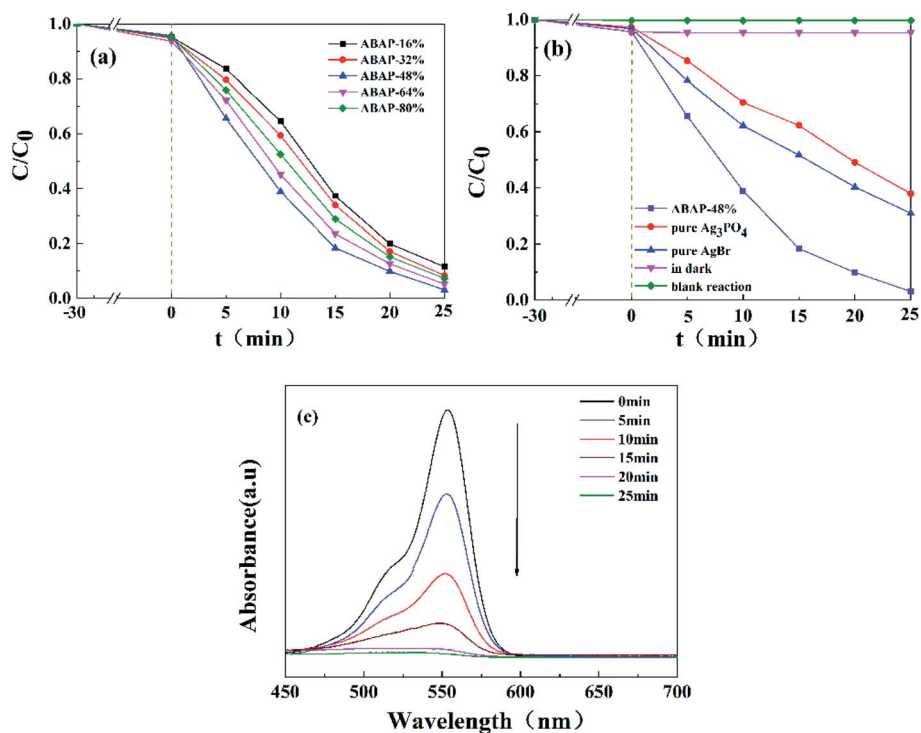 (a)
ABAP-16%
ABAP-32%
ABAP-48%
ABAP-64%
ABAP-80%
C/C0
1.0
0.8
0.6
0.4
0.2
0.0
-30 0 5 10 15 20 25
t（min）
(b)
ABAP-48%
pure Ag3PO4
pure AgBr
in dark
blank reaction
C/C0
1.0
0.8
0.6
0.4
0.2
0.0
-30 0 5 10 15 20 25
t（min）
(c)
0min
5min
10min
15min
20min
25min
Absorbance(a.u)
450 500 550 600 650 700
Wavelength（nm）